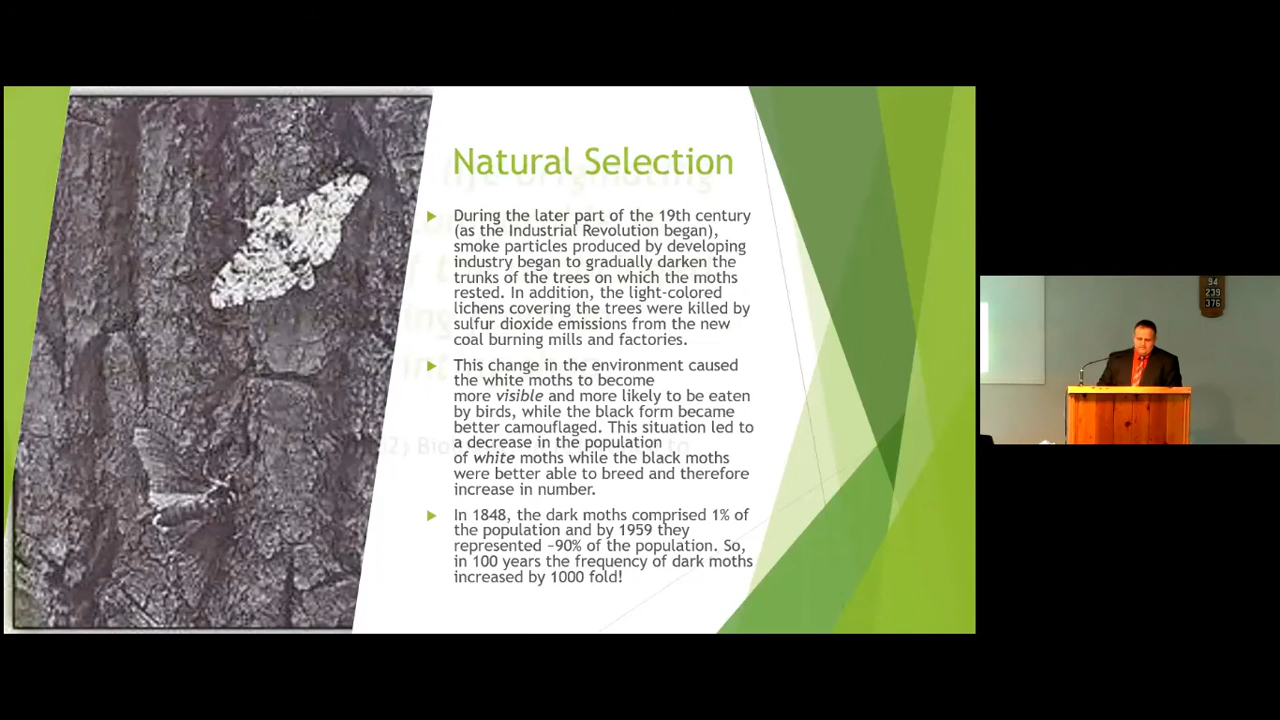 Natural Selection
During the later part of the 19th century
(as the Industrial Revolution began),
smoke particles produced by developing
industry began to gradually darken the
trunks of the trees on which the moths
rested. In addition, the light-colored
lichens covering the trees were killed by
sulfur dioxide emissions from the new
coal burning mills and factories.
This change in the environment caused
the white moths to become
more visible and more likely to be eaten
by birds, while the black form became
better camouflaged. This situation led to
a decrease in the population
of white moths while the black moths
were better able to breed and therefore
increase in number.
In 1848, the dark moths comprised 1% of
the population and by 1959 they
represented ~90% of the population. So,
in 100 years the frequency of dark moths
increased by 1000 fold!
94
239
376